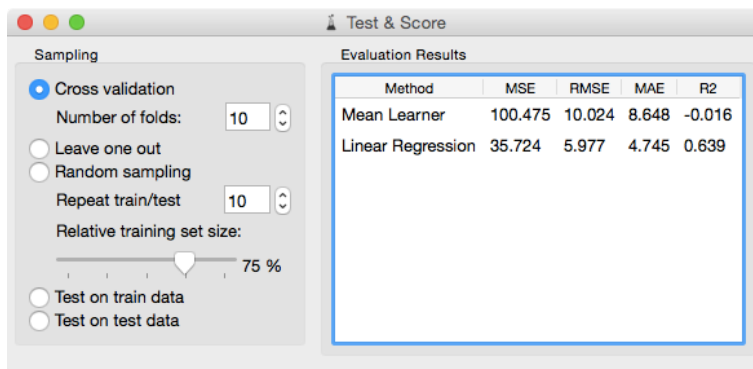 Test & Score
Sampling
Cross validation
Number of folds: 10
Leave one out
Random sampling
Repeat train/test 10
Relative training set size:
75 %
Test on train data
Test on test data
Evaluation Results
Method MSE RMSE MAE R2
Mean Learner 100.475 10.024 8.648 -0.016
Linear Regression 35.724 5.977 4.745 0.639